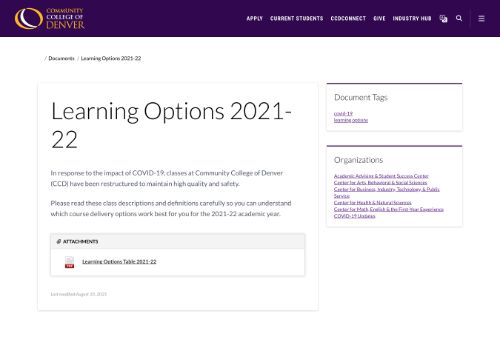 COMMUNITY
COLLEGE OF
DENVER
APPLY CURRENT STUDENTS CCDCONNECT GIVE INDUSTRY HUB
/ Documents / Learning Options 2021-22
Learning Options 2021-
22
In response to the impact of COVID-19, classes at Community College of Denver
(CCD) have been restructured to maintain high quality and safety.
Please read these class descriptions and definitions carefully so you can understand
which course delivery options work best for you for the 2021-22 academic year.
ATTACHMENTS
Learning Options Table 2021-22
Last modified August 10, 2021
Document Tags
covid-19
learning options
Organizations
Academic Advising & Student Success Center
Center for Arts, Behavioral & Social Sciences
Center for Business, Industry, Technology & Public
Service
Center for Health & Natural Sciences
Center for Math, English & the First-Year Experience
COVID-19 Updates